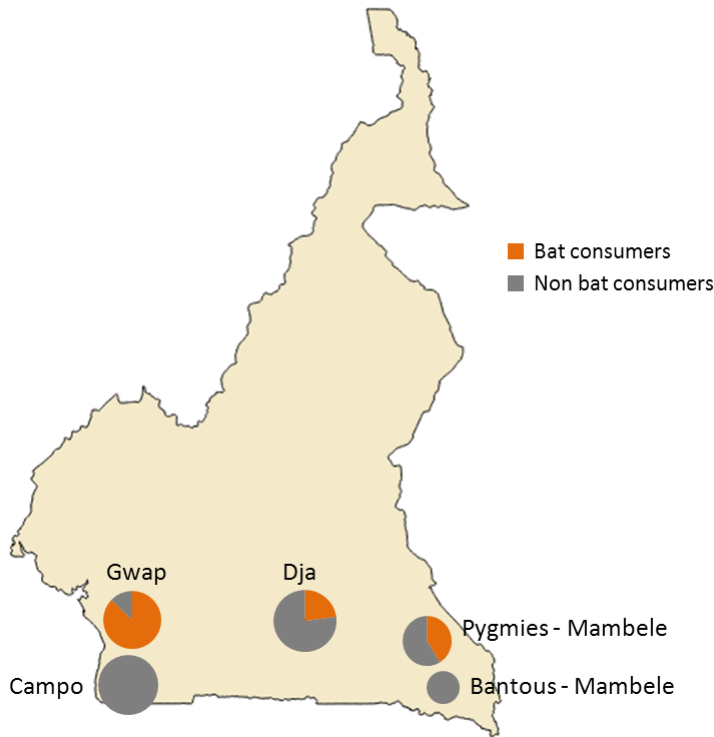 Bat consumers
Non bat consumers
Gwap
Dja
Pygmies - Mambele
Campo
Bantous - Mambele